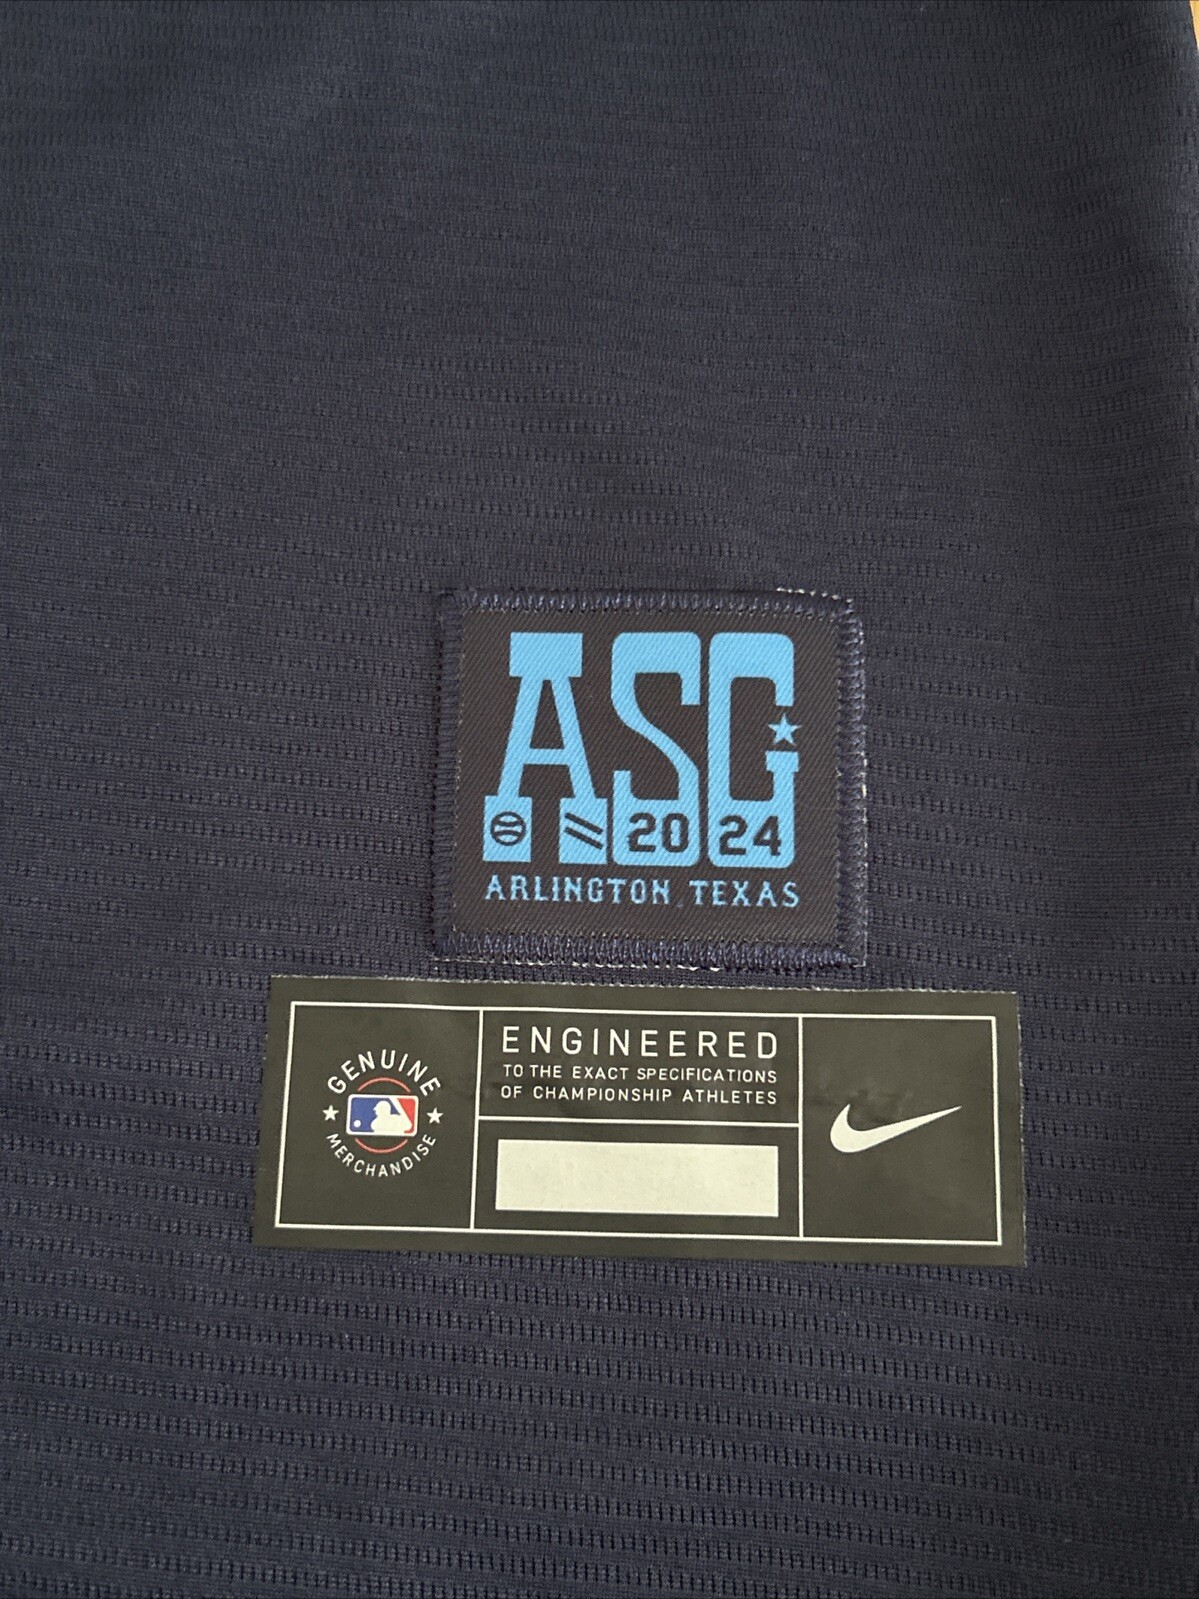 ASG
20 24
ARLINGTON TEXAS
GENUINE
MERCHANDISE
ENGINEERED
TO THE EXACT SPECIFICATIONS
OF CHAMPIONSHIP ATHLETES